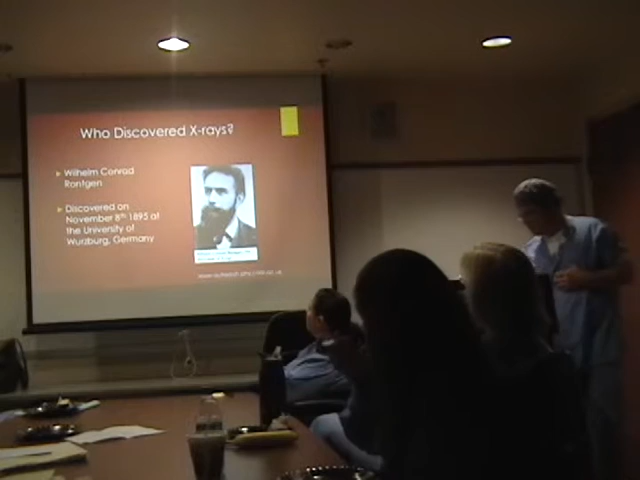 Who Discovered X-rays?
Wilhelm Conrad
Rontgen
Discovered on
November 8th 1895 at
the University of
Wurzburg, Germany